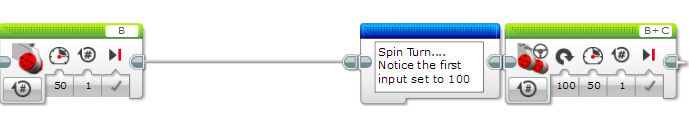 B
B + C
Spin Turn....
Notice the first
input set to 100
#
#
50
1
100
50
1
#
#